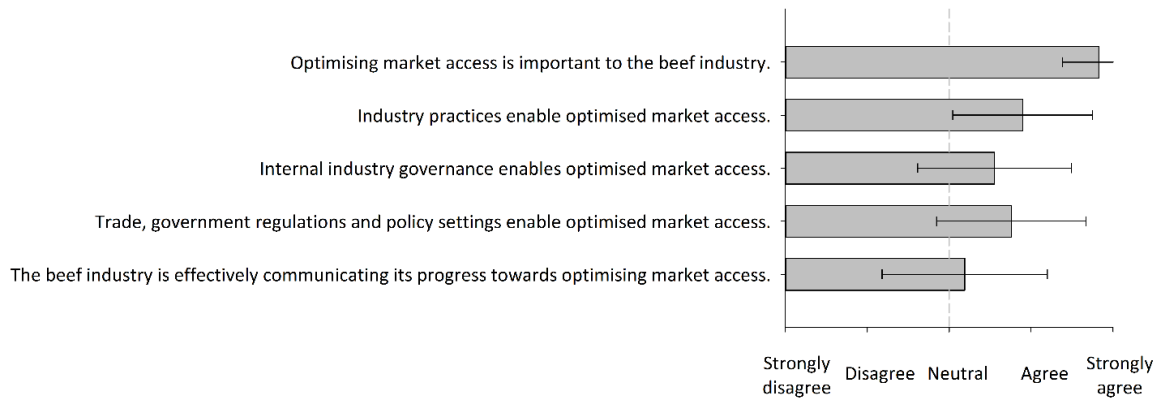 Optimising market access is important to the beef industry.
Industry practices enable optimised market access.
Internal industry governance enables optimised market access.
Trade, government regulations and policy settings enable optimised market access.
The beef industry is effectively communicating its progress towards optimising market access.
Strongly disagree
Disagree
Neutral
Agree
Strongly agree